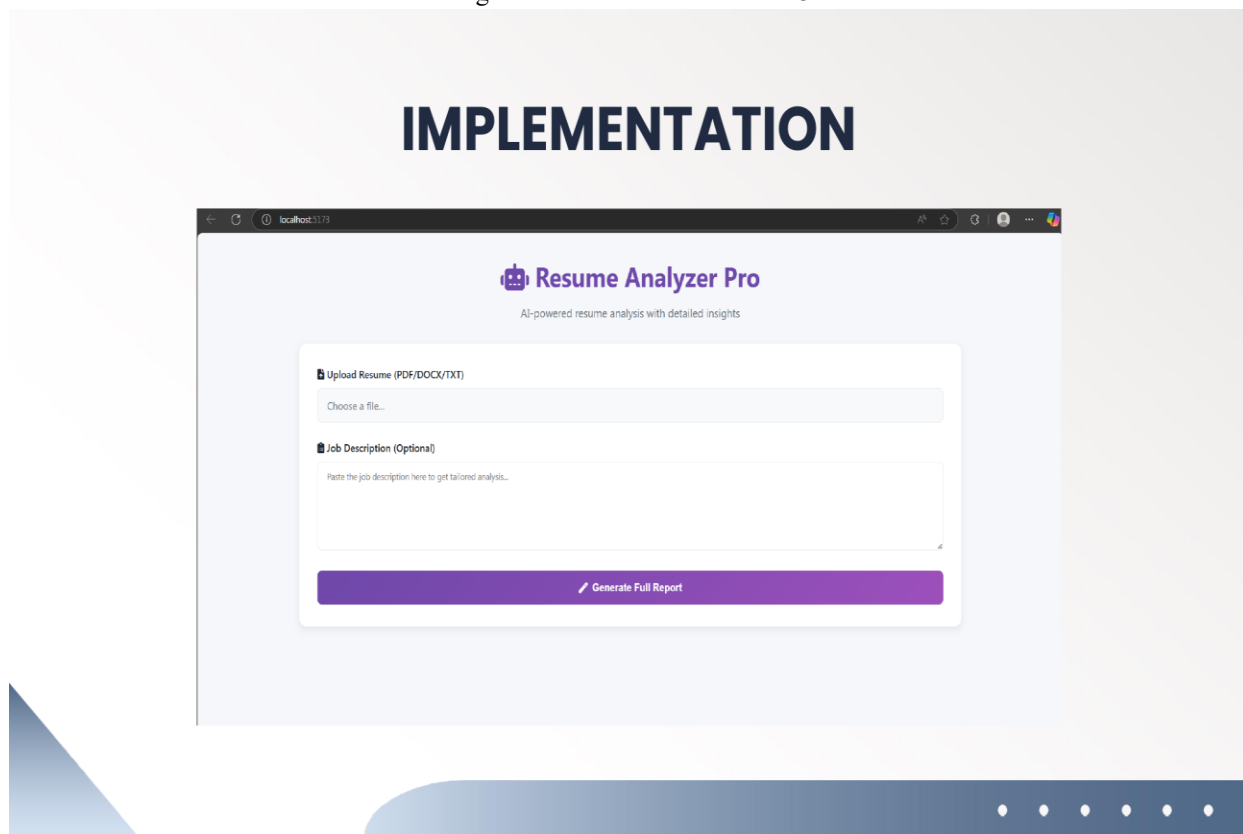 IMPLEMENTATION
localhost:5173
Resume Analyzer Pro
AI-powered resume analysis with detailed insights
Upload Resume (PDF/DOCX/TXT)
Choose a file...
Job Description (Optional)
Paste the job description here to get tailored analysis...
Generate Full Report